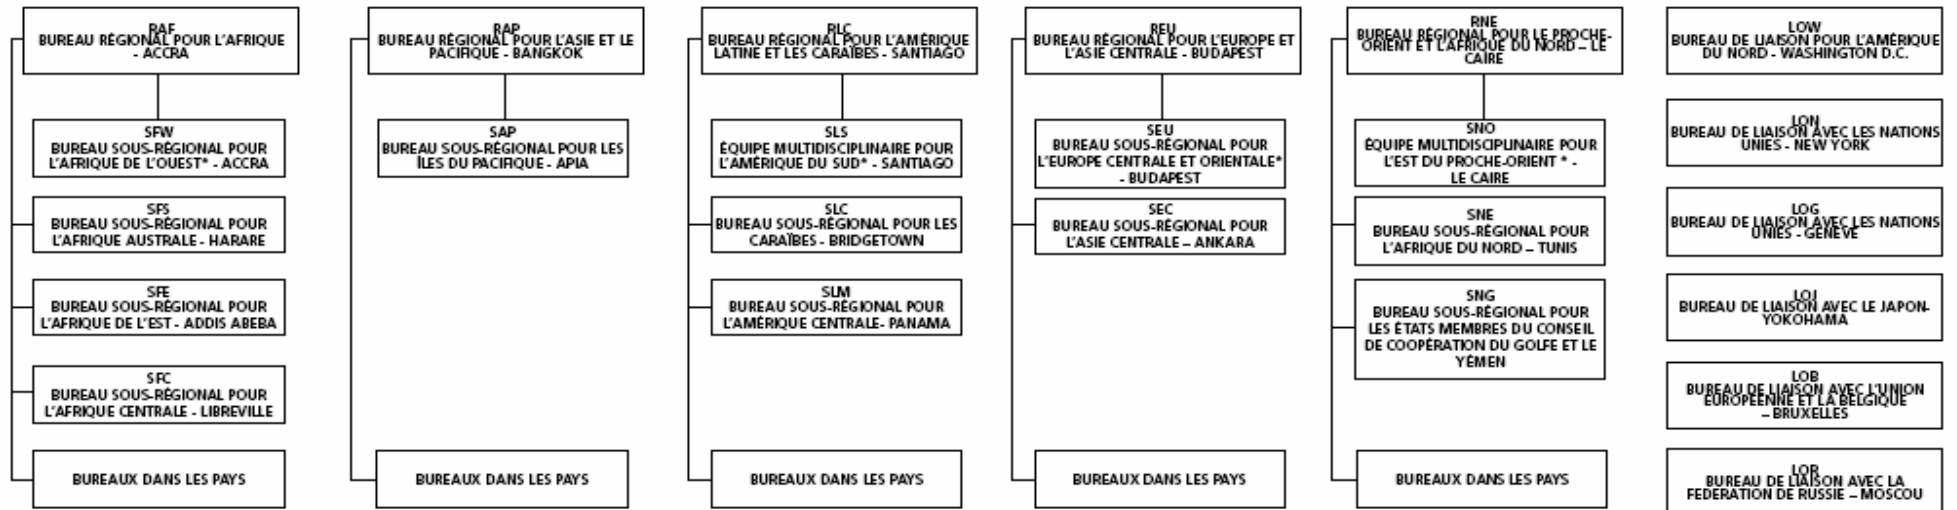 RAF
BUREAU RÉGIONAL POUR L'AFRIQUE
- ACCRA
SFW
BUREAU SOUS-RÉGIONAL POUR
L'AFRIQUE DE L'OUEST* - ACCRA
SFS
BUREAU SOUS-RÉGIONAL POUR
L'AFRIQUE AUSTRALE - HARARE
SFE
BUREAU SOUS-RÉGIONAL POUR
L'AFRIQUE DE L'EST - ADDIS ABEBA
SFC
BUREAU SOUS-RÉGIONAL POUR
L'AFRIQUE CENTRALE - LIBREVILLE
BUREAUX DANS LES PAYS
RAP
BUREAU RÉGIONAL POUR L'ASIE ET LE
PACIFIQUE - BANGKOK
SAP
BUREAU SOUS-RÉGIONAL POUR LES
ÎLES DU PACIFIQUE - APIA
BUREAUX DANS LES PAYS
RLC
BUREAU RÉGIONAL POUR L'AMÉRIQUE
LATINE ET LES CARAÏBES - SANTIAGO
SLS
ÉQUIPE MULTIDISCIPLINAIRE POUR
L'AMÉRIQUE DU SUD* - SANTIAGO
SLC
BUREAU SOUS-RÉGIONAL POUR LES
CARAÏBES - BRIDGETOWN
SLM
BUREAU SOUS-RÉGIONAL POUR
L'AMÉRIQUE CENTRALE- PANAMA
BUREAUX DANS LES PAYS
REU
BUREAU RÉGIONAL POUR L'EUROPE ET
L'ASIE CENTRALE - BUDAPEST
SEU
BUREAU SOUS-RÉGIONAL POUR
L'EUROPE CENTRALE ET ORIENTALE*
- BUDAPEST
SEC
BUREAU SOUS-RÉGIONAL POUR
L'ASIE CENTRALE – ANKARA
BUREAUX DANS LES PAYS
RNE
BUREAU RÉGIONAL POUR LE PROCHE-
ORIENT ET L'AFRIQUE DU NORD – LE
CAIRE
SNO
ÉQUIPE MULTIDISCIPLINAIRE POUR
L'EST DU PROCHE-ORIENT * -
LE CAIRE
SNE
BUREAU SOUS-RÉGIONAL POUR
L'AFRIQUE DU NORD – TUNIS
SNG
BUREAU SOUS-RÉGIONAL POUR
LES ÉTATS MEMBRES DU CONSEIL
DE COOPÉRATION DU GOLFE ET LE
YÉMEN
BUREAUX DANS LES PAYS
LOW
BUREAU DE LIAISON POUR L'AMÉRIQUE
DU NORD - WASHINGTON D.C.
LON
BUREAU DE LIAISON AVEC LES NATIONS
UNIES - NEW YORK
LOG
BUREAU DE LIAISON AVEC LES NATIONS
UNIES - GENÈVE
LOJ
BUREAU DE LIAISON AVEC LE JAPON-
YOKOHAMA
LOB
BUREAU DE LIAISON AVEC L'UNION
EUROPÉENNE ET LA BELGIQUE
– BRUXELLES
LOR
BUREAU DE LIAISON AVEC LA
FEDERATION DE RUSSIE – MOSCOU